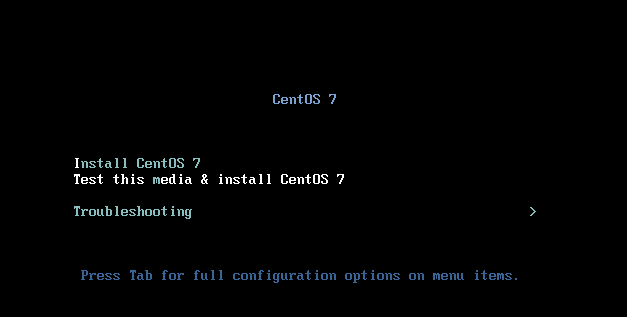 CentOS 7
Install CentOS 7
Test this media & install CentOS 7
Troubleshooting >
Press Tab for full configuration options on menu items.